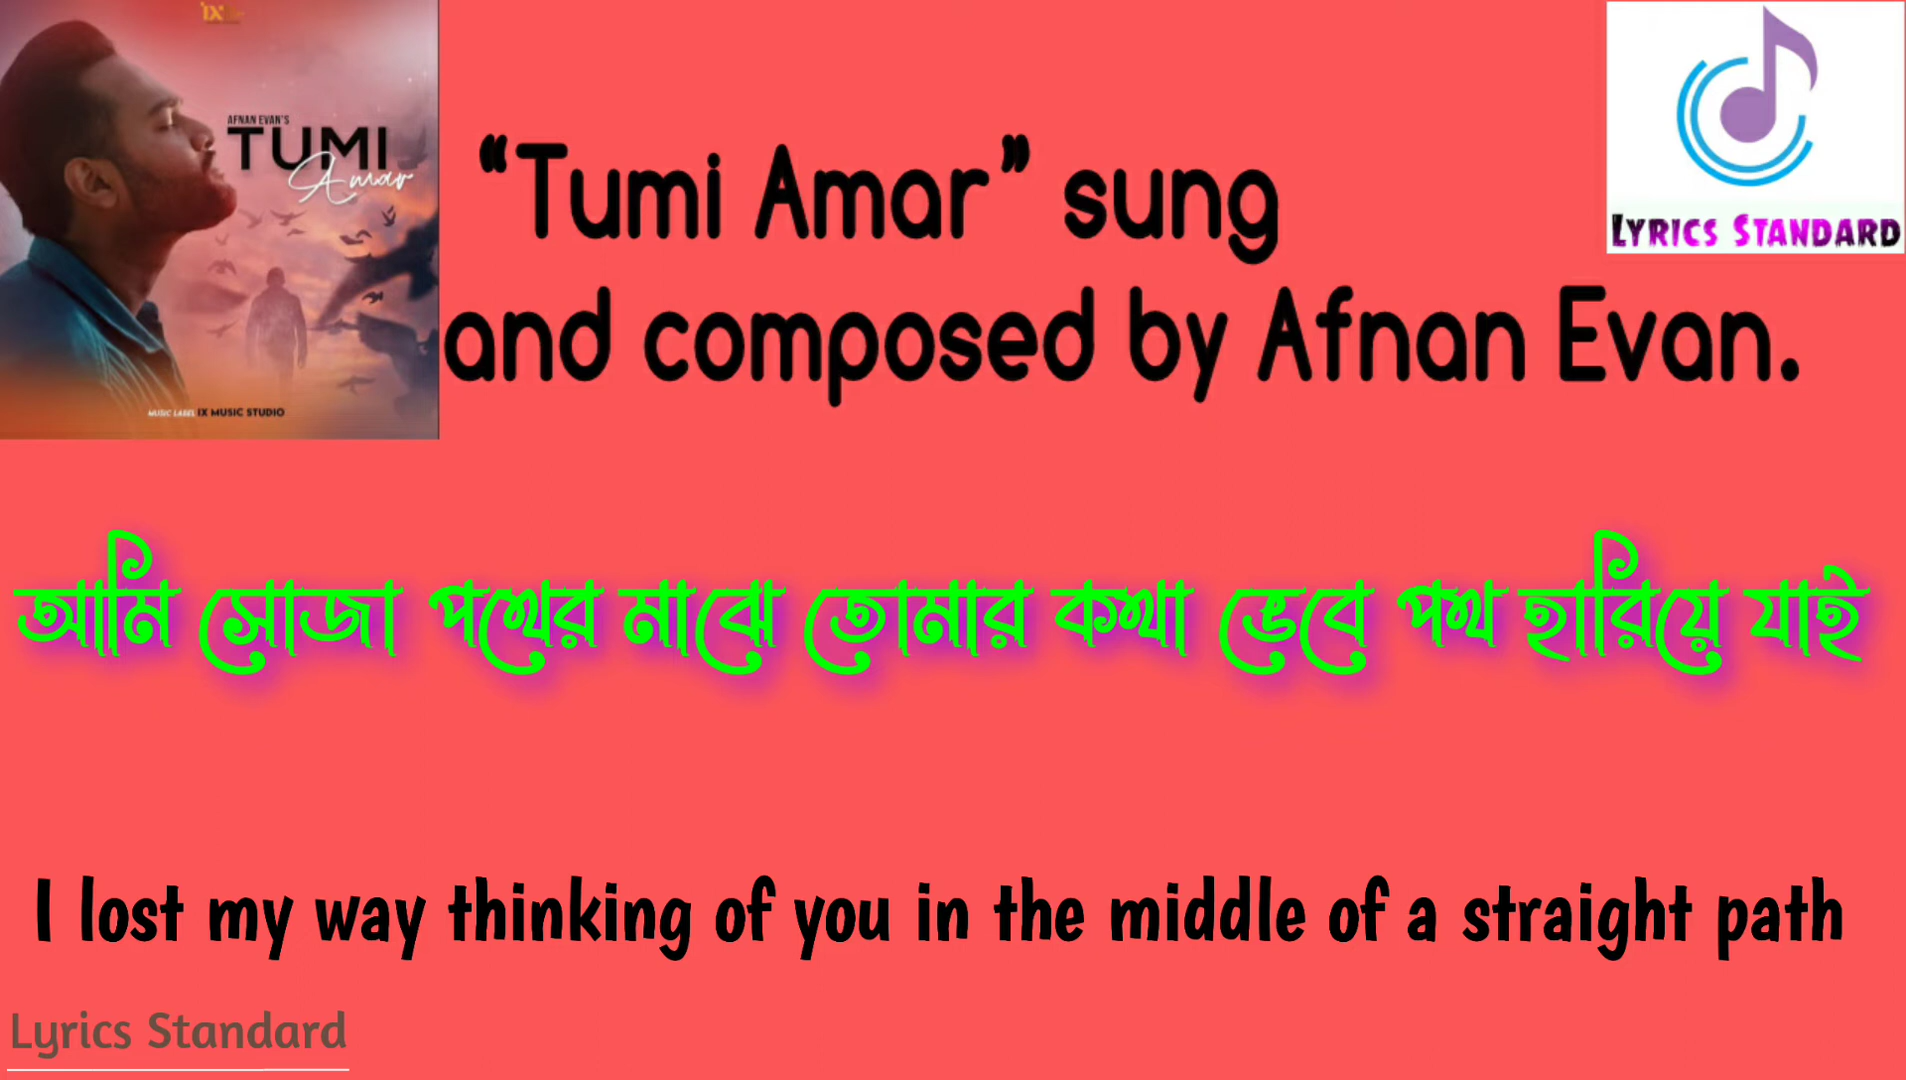 AFNAN EVAN'S
TUMI
Amar
MUSIC LABEL IX MUSIC STUDIO
"Tumi Amar" sung
and composed by Afnan Evan.
LYRICS STANDARD
আমি সোজা পথের মাঝে তোমার কথা ভেবে পথ হারিয়ে যাই
I lost my way thinking of you in the middle of a straight path
Lyrics Standard